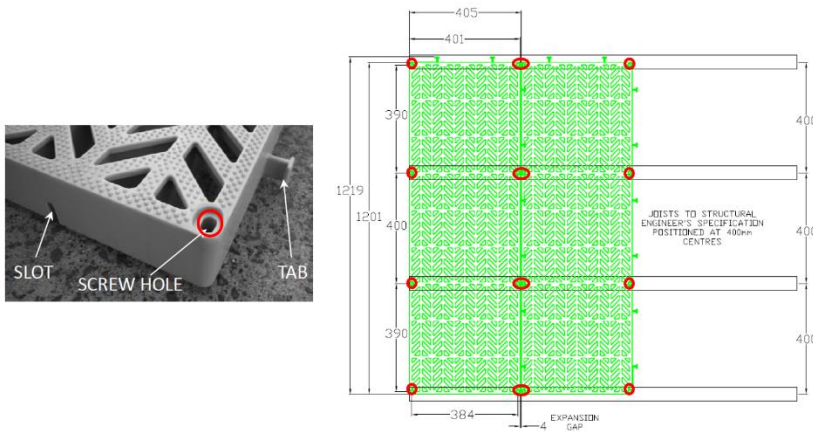 SLOT
SCREW HOLE
TAB
405
401
390
400
390
1219
1201
384
4
EXPANSION
GAP
JOISTS TO STRUCTURAL
ENGINEER'S SPECIFICATION
POSITIONED AT 400mm
CENTRES
400
400
400